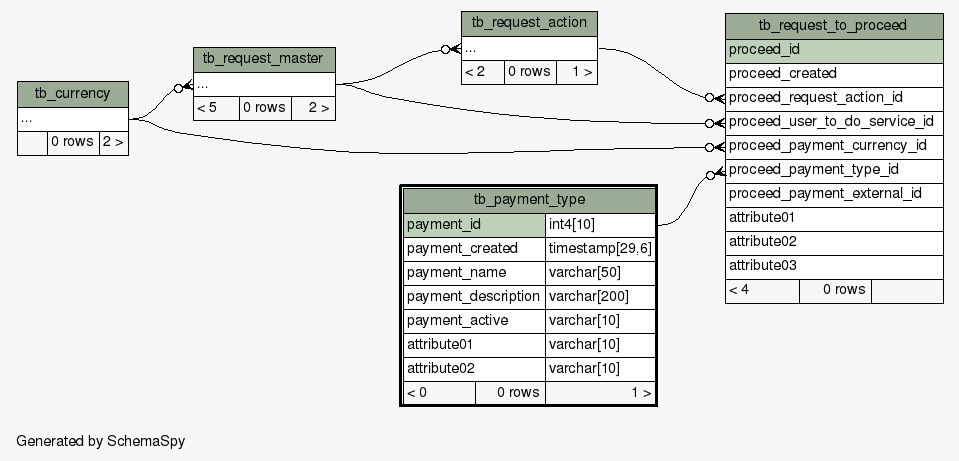 tb_currency
...
0 rows 2 >
tb_request_master
...
< 5 0 rows 2 >
tb_request_action
...
< 2 0 rows 1 >
tb_request_to_proceed
proceed_id
proceed_created
proceed_request_action_id
proceed_user_to_do_service_id
proceed_payment_currency_id
proceed_payment_type_id
proceed_payment_external_id
attribute01
attribute02
attribute03
< 4 0 rows
tb_payment_type
payment_id int4[10]
payment_created timestamp[29,6]
payment_name varchar[50]
payment_description varchar[200]
payment_active varchar[10]
attribute01 varchar[10]
attribute02 varchar[10]
< 0 0 rows 1 >
Generated by SchemaSpy